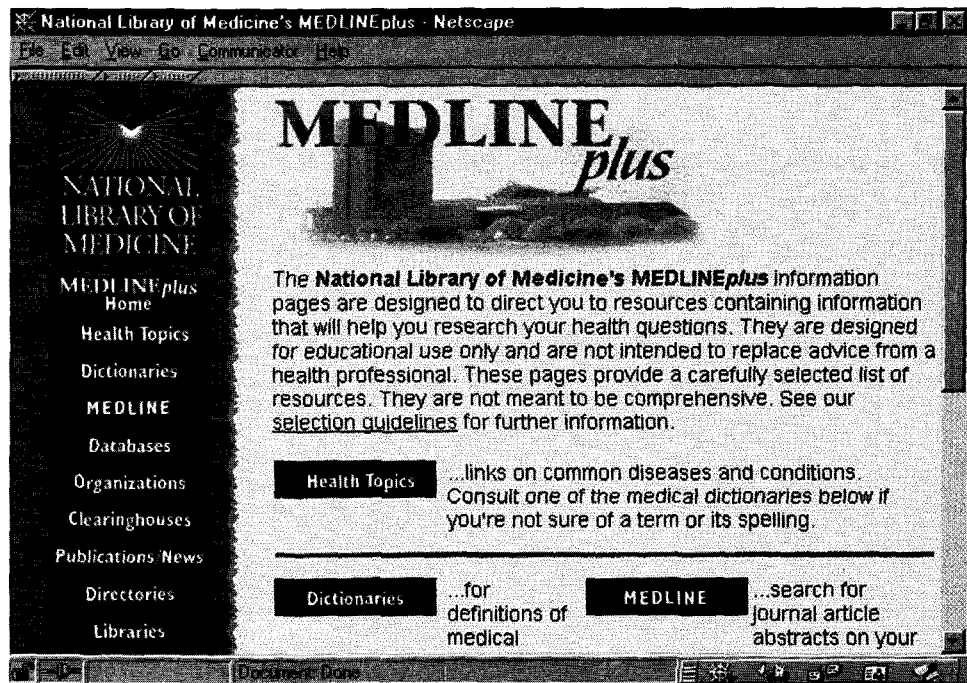 National Library of Medicine's MEDLINEplus - Netscape
File Edit View Go Communicator Help
NATIONAL
LIBRARY OF
MEDICINE
MEDLINEplus
Home
Health Topics
Dictionaries
MEDLINE
Databases
Organizations
Clearinghouses
Publications/News
Directories
Libraries
MEDLINE
plus
The National Library of Medicine's MEDLINEplus information
pages are designed to direct you to resources containing information
that will help you research your health questions. They are designed
for educational use only and are not intended to replace advice from a
health professional. These pages provide a carefully selected list of
resources. They are not meant to be comprehensive. See our
selection guidelines for further information.
Health Topics
...links on common diseases and conditions.
Consult one of the medical dictionaries below if
you're not sure of a term or its spelling.
Dictionaries
...for
definitions of
medical
MEDLINE
...search for
journal article
abstracts on your
Document: Done